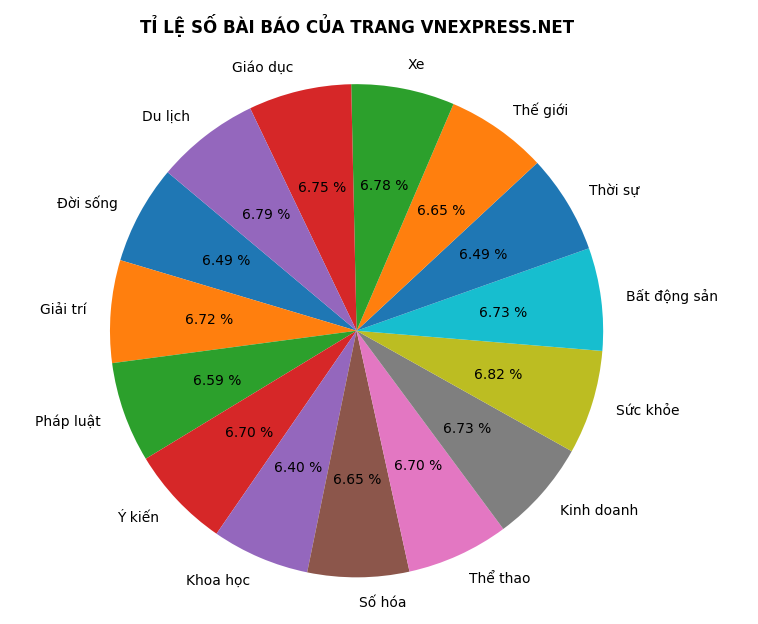 TỈ LỆ SỐ BÀI BÁO CỦA TRANG VNEXPRESS.NET
Xe
Giáo dục
Thế giới
Du lịch
Thời sự
Đời sống
Bất động sản
Giải trí
Sức khỏe
Pháp luật
Kinh doanh
Ý kiến
Thể thao
Khoa học
Số hóa
6.78 %
6.75 %
6.65 %
6.79 %
6.49 %
6.49 %
6.73 %
6.72 %
6.82 %
6.59 %
6.73 %
6.70 %
6.70 %
6.40 %
6.65 %